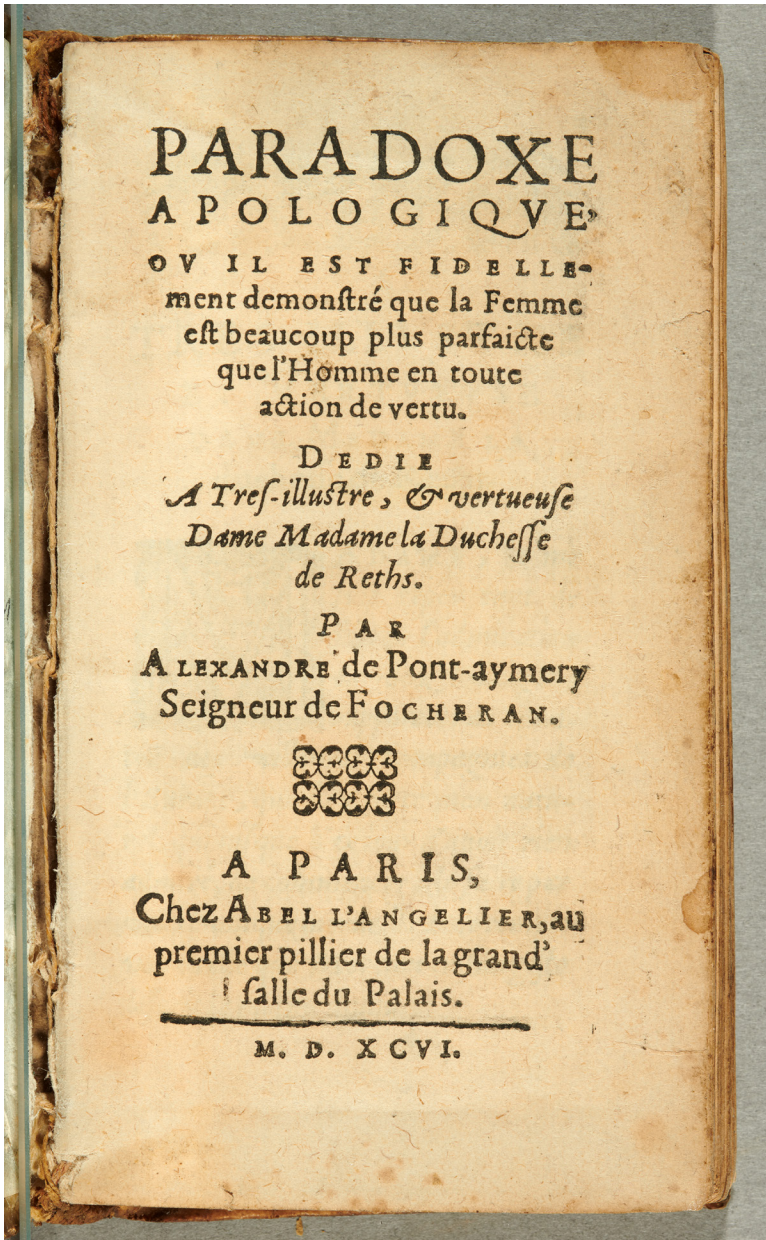 PARADOXE
APOLOGIQVE,
OV IL EST FIDELLE-
ment demonſtré que la Femme
eſt beaucoup plus parfaicte
que l'Homme en toute
action de vertu.
DEDIE
A Treſ-illuſtre, & vertueuſe
Dame Madame la Ducheſſe
de Reths.
PAR
ALEXANDRE de Pont-aymery
Seigneur de FOCHERAN.
A PARIS,
Chez ABEL L'ANGELIER, au
premier pillier de la grand'
ſalle du Palais.
M. D. XCVI.